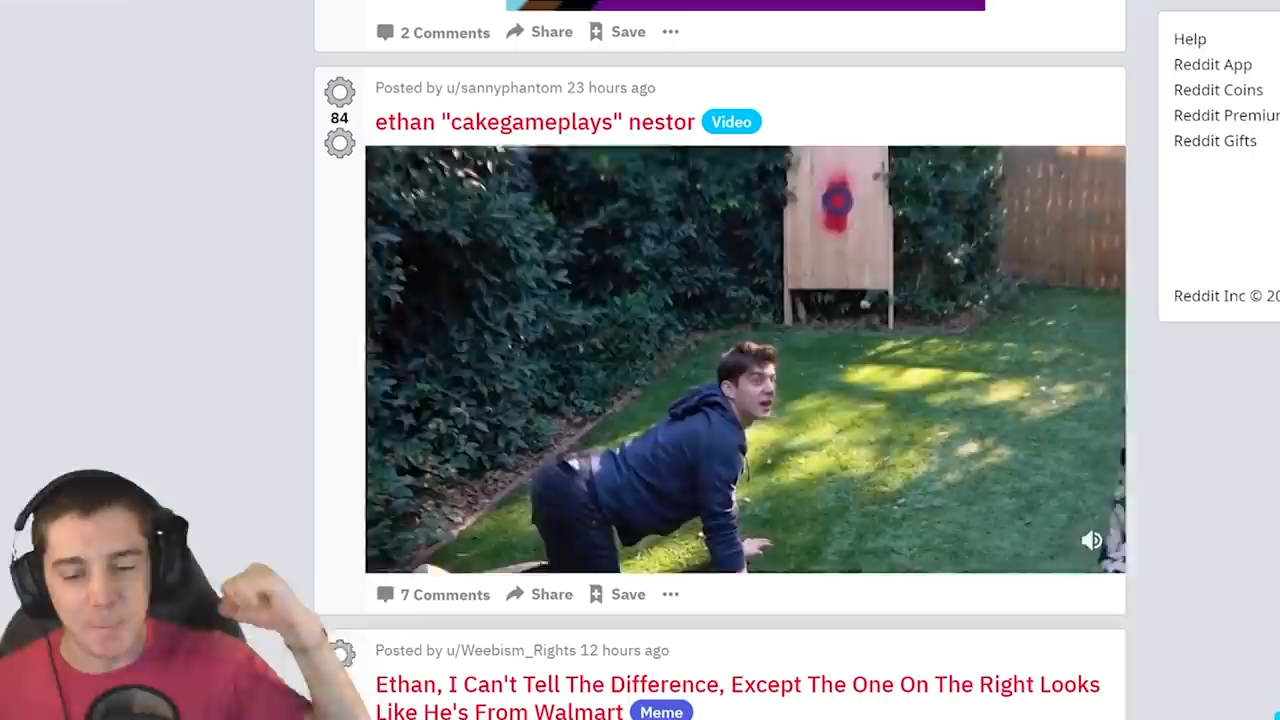 2 Comments Share Save
Posted by u/sannyphantom 23 hours ago
84
ethan "cakegameplays" nestor Video
7 Comments Share Save
Posted by u/Weebism_Rights 12 hours ago
Ethan, I Can't Tell The Difference, Except The One On The Right Looks
Like He's From Walmart Meme
Help
Reddit App
Reddit Coins
Reddit Premium
Reddit Gifts
Reddit Inc © 20